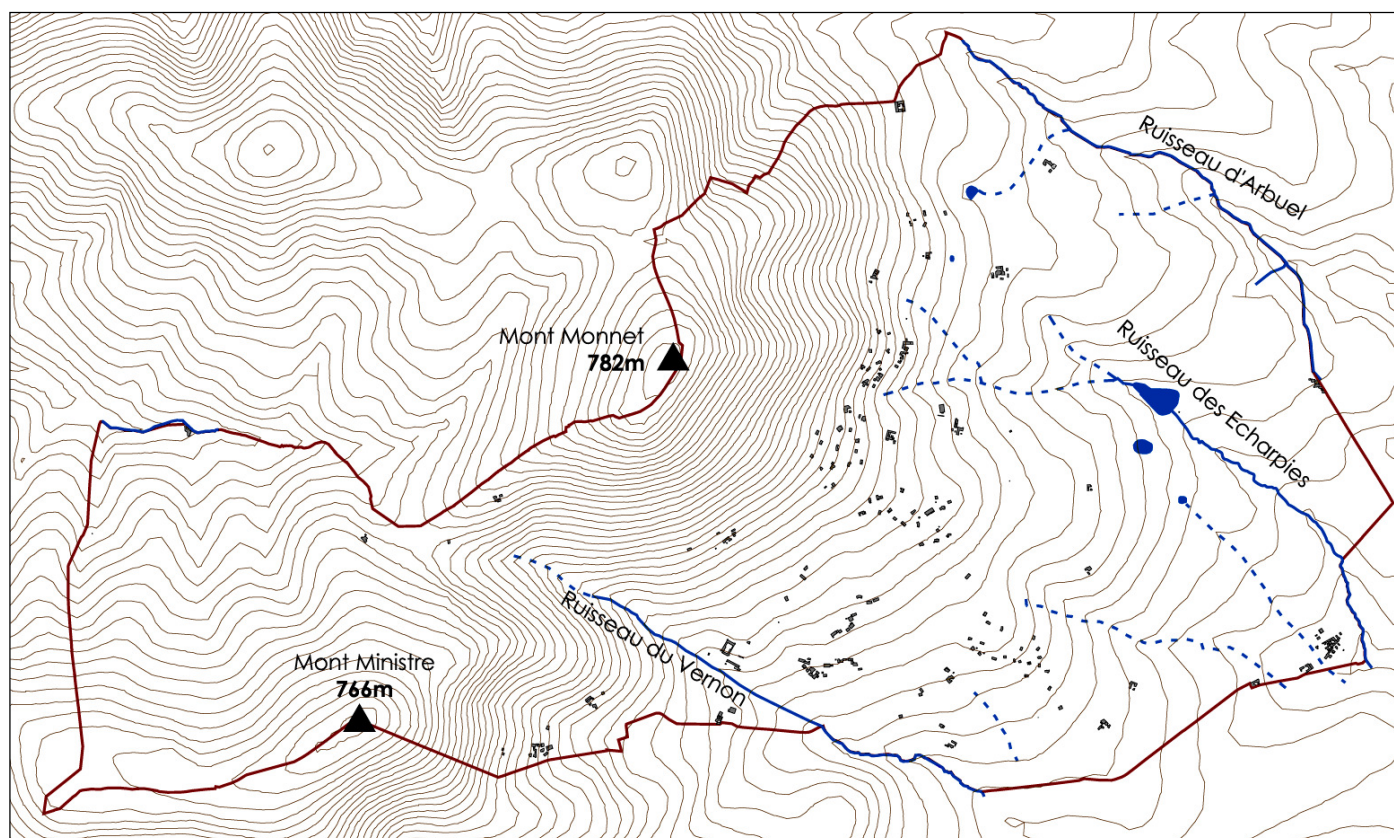 Ruisseau d'Arbuel
Mont Monnet
782m
Ruisseau des Echarpies
Ruisseau du Vernon
Mont Ministre
766m